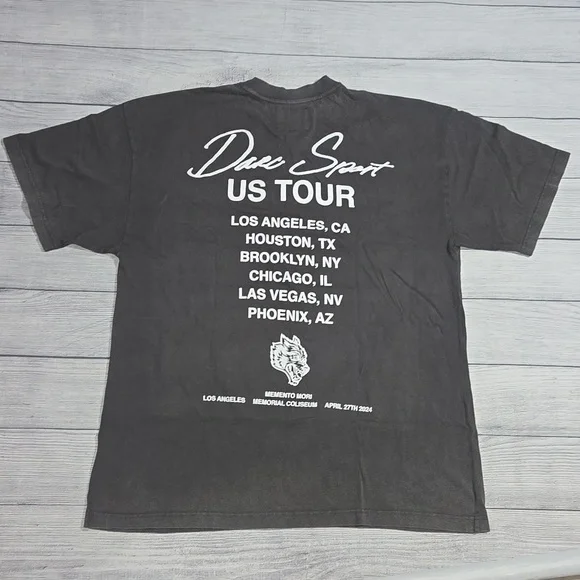 Darc Sport
US TOUR
LOS ANGELES, CA
HOUSTON, TX
BROOKLYN, NY
CHICAGO, IL
LAS VEGAS, NV
PHOENIX, AZ
MEMENTO MORI
LOS ANGELES MEMORIAL COLISEUM APRIL 27TH 2024